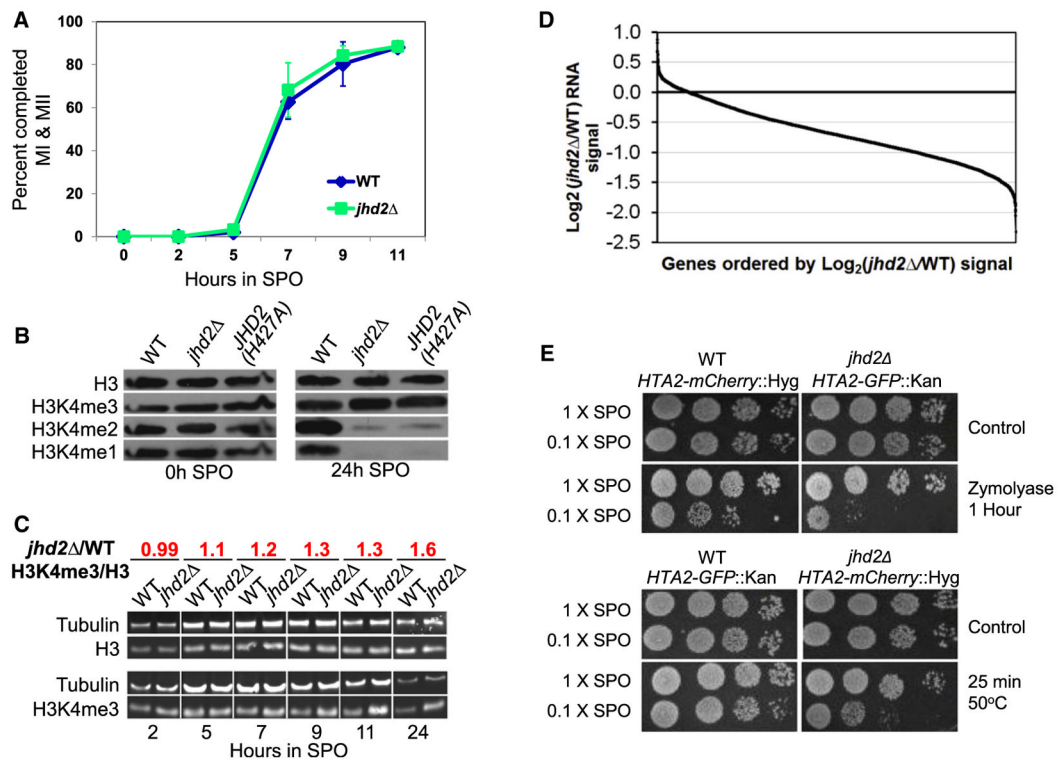 A
Percent completed
MI & MII
100
80
60
40
20
0
WT
jhd2Δ
0 2 5 7 9 11
Hours in SPO
B
WT jhd2Δ JHD2 (H427A) WT jhd2Δ JHD2 (H427A)
H3
H3K4me3
H3K4me2
H3K4me1
0h SPO 24h SPO
C
jhd2Δ/WT 0.99 1.1 1.2 1.3 1.3 1.6
H3K4me3/H3
WT jhd2Δ WT jhd2Δ WT jhd2Δ WT jhd2Δ WT jhd2Δ WT jhd2Δ
Tubulin
H3
Tubulin
H3K4me3
2 5 7 9 11 24
Hours in SPO
D
Log2 (jhd2Δ/WT) RNA
signal
1.0
0.5
0.0
-0.5
-1.0
-1.5
-2.0
-2.5
Genes ordered by Log2(jhd2Δ/WT) signal
E
WT jhd2Δ
HTA2-mCherry::Hyg HTA2-GFP::Kan
1 X SPO
0.1 X SPO
Control
1 X SPO
0.1 X SPO
Zymolyase
1 Hour
WT jhd2Δ
HTA2-GFP::Kan HTA2-mCherry::Hyg
1 X SPO
0.1 X SPO
Control
1 X SPO
0.1 X SPO
25 min
50°C